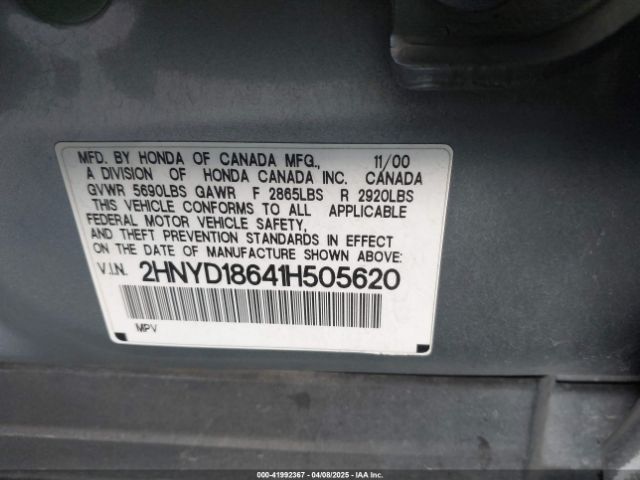 MFD. BY HONDA OF CANADA MFG., 11/00
A DIVISION OF HONDA CANADA INC. CANADA
GVWR 5690LBS GAWR F 2865LBS R 2920LBS
THIS VEHICLE CONFORMS TO ALL APPLICABLE
FEDERAL MOTOR VEHICLE SAFETY,
AND THEFT PREVENTION STANDARDS IN EFFECT
ON THE DATE OF MANUFACTURE SHOWN ABOVE.
V.I.N. 2HNYD18641H505620
MPV
000-41992367 - 04/08/2025 - IAA Inc.